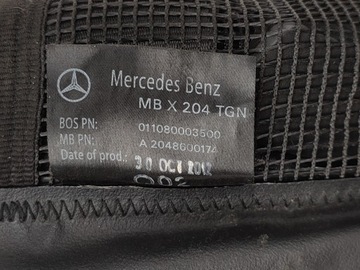 Mercedes Benz
MB X 204 TGN
BOS PN: 011080003500
MB PN: A 2048600174
Date of prod.: 30 OCT 2012